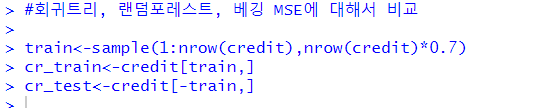 > #회귀트리, 랜덤포레스트, 베깅 MSE에 대해서 비교
>
> train<-sample(1:nrow(credit),nrow(credit)*0.7)
> cr_train<-credit[train,]
> cr_test<-credit[-train,]
>